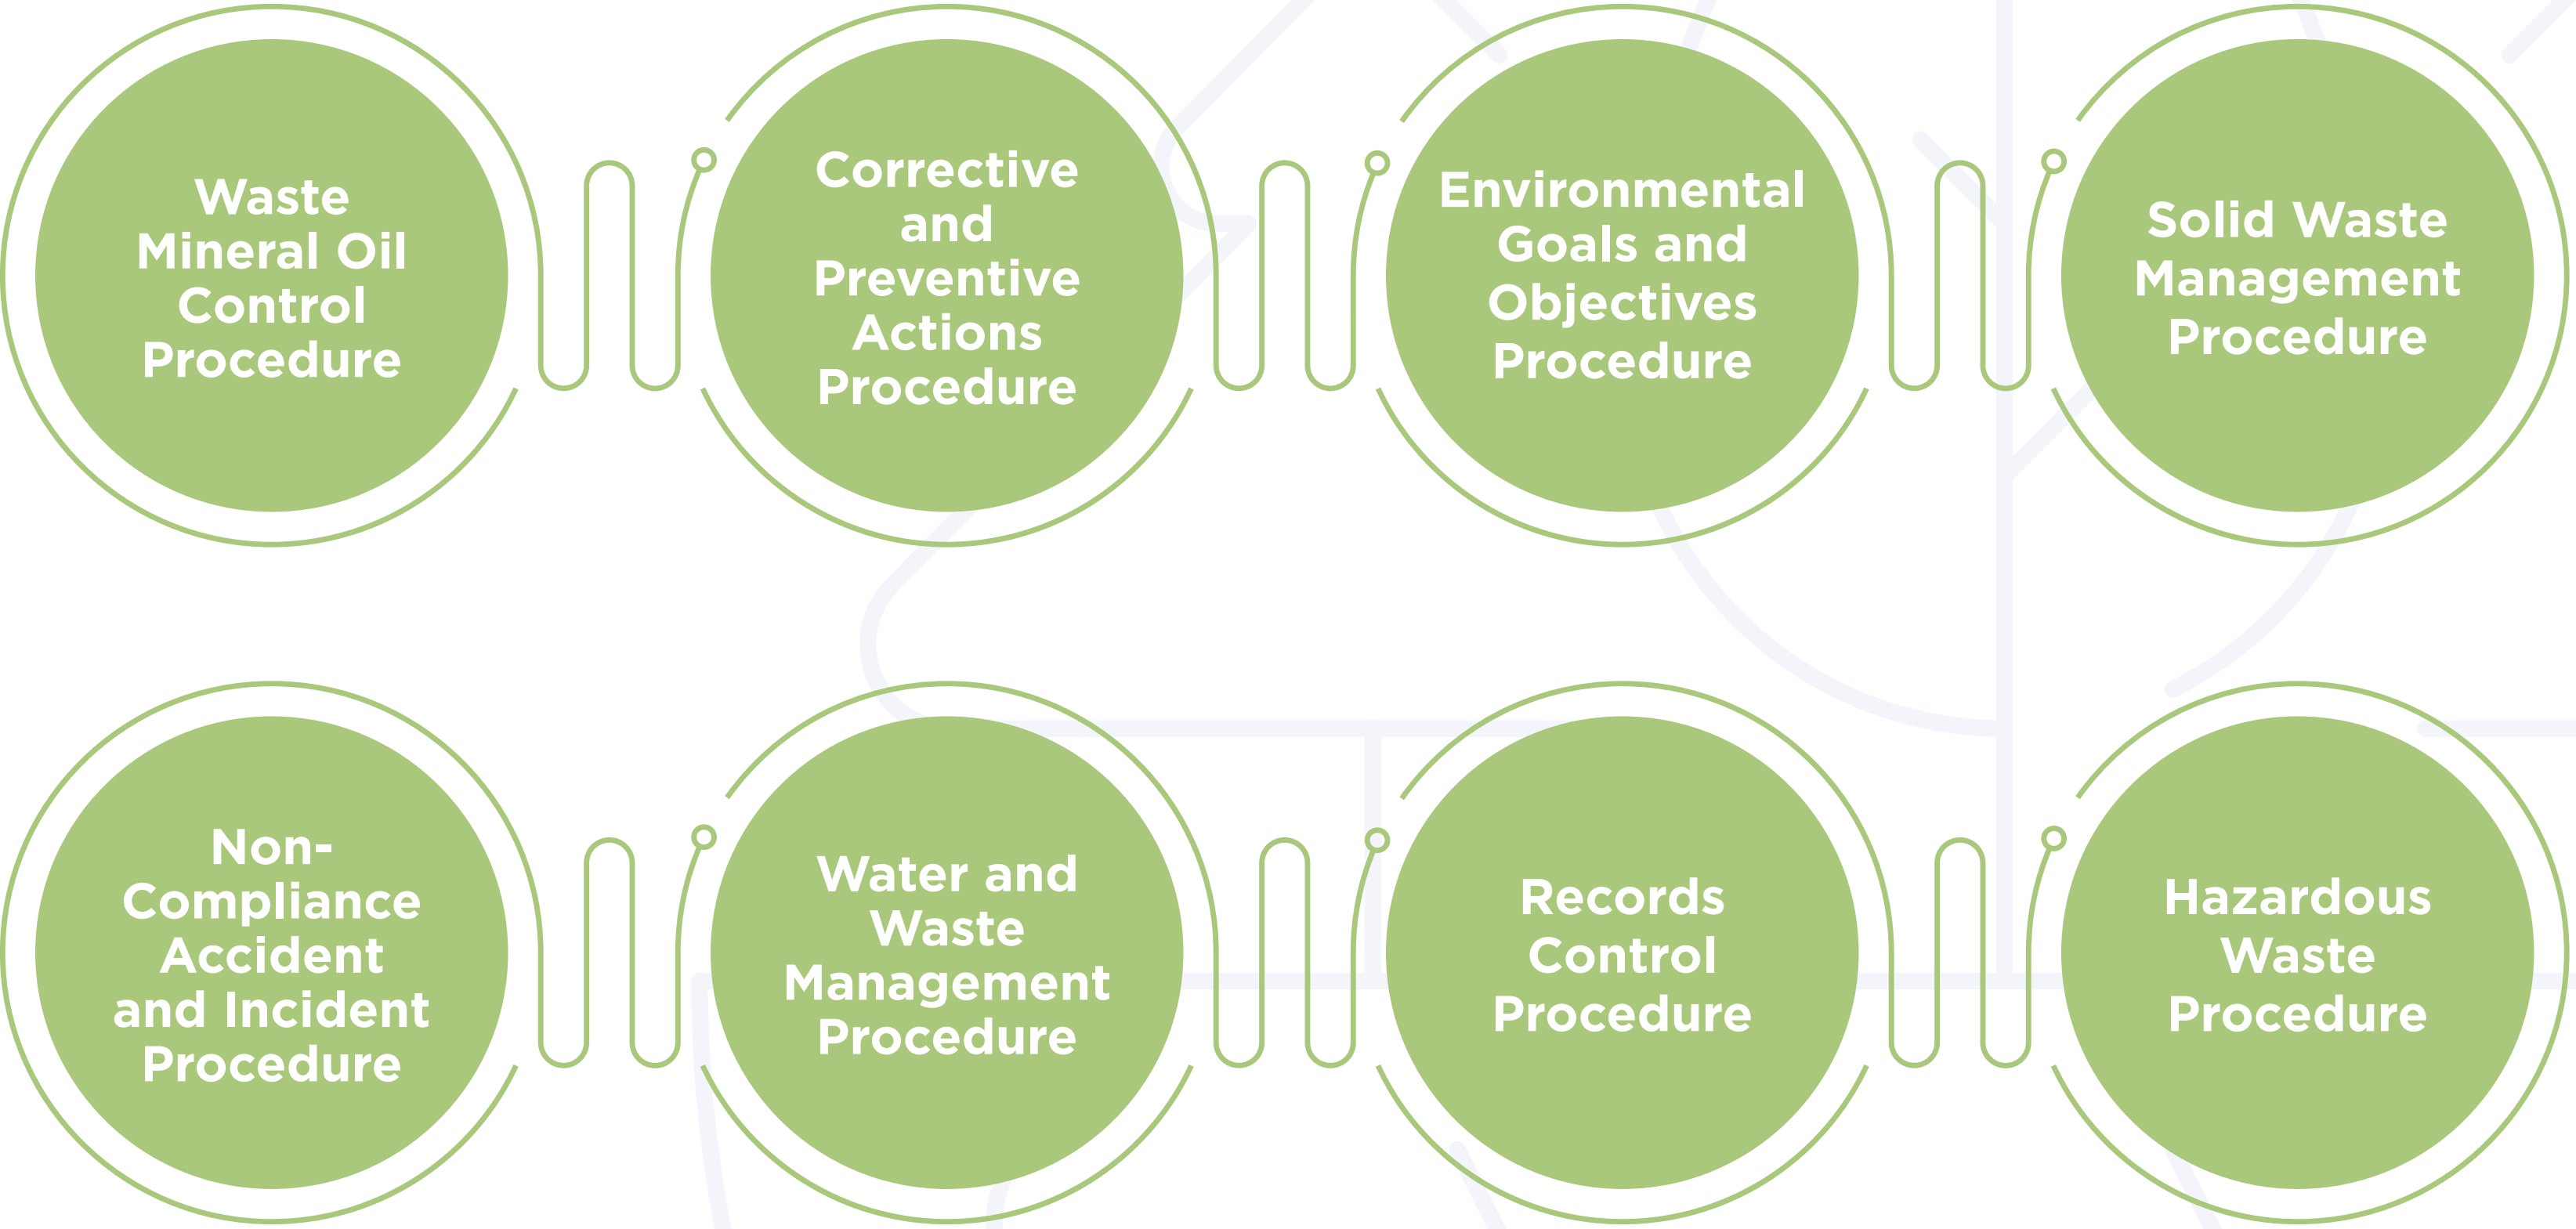 Waste
Mineral Oil
Control
Procedure
Corrective
and
Preventive
Actions
Procedure
Environmental
Goals and
Objectives
Procedure
Solid Waste
Management
Procedure
Non-
Compliance
Accident
and Incident
Procedure
Water and
Waste
Management
Procedure
Records
Control
Procedure
Hazardous
Waste
Procedure